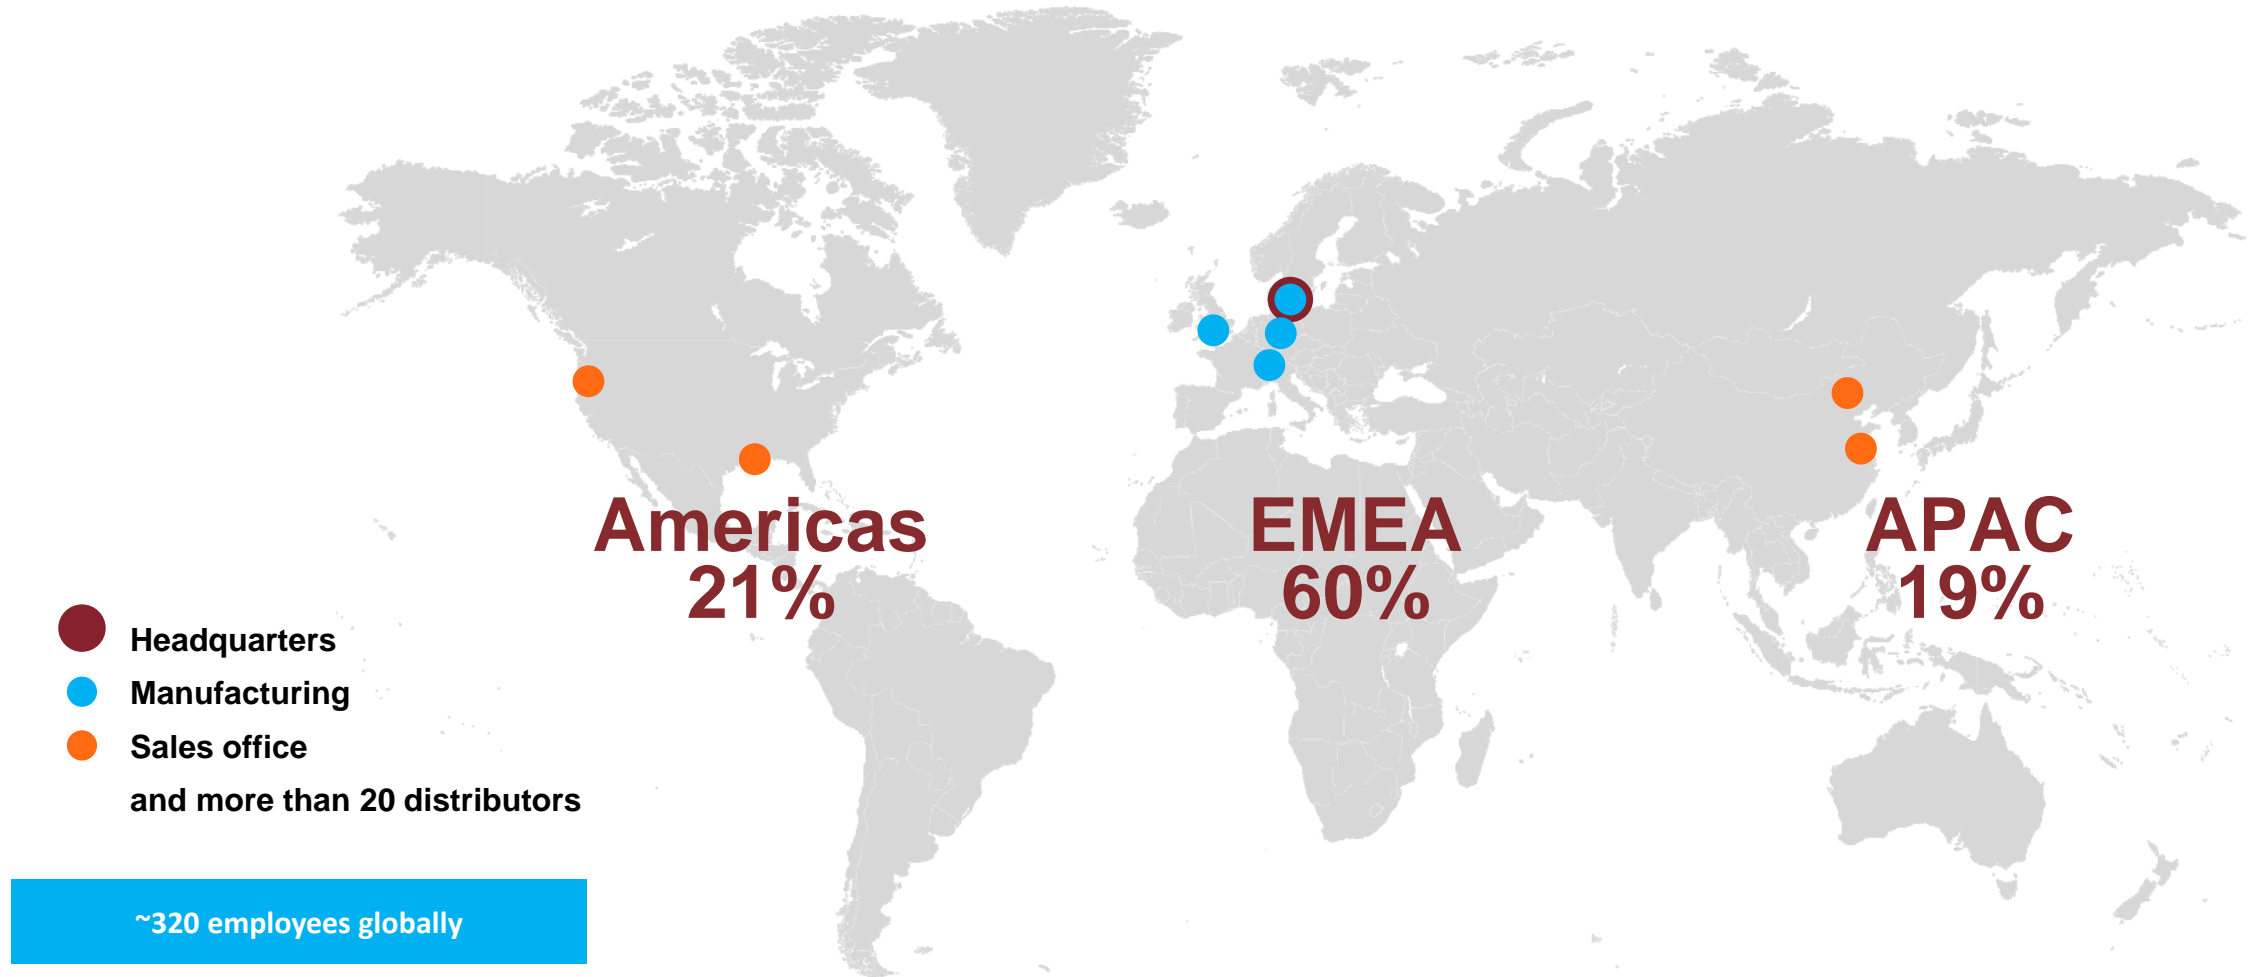 Americas
21%
EMEA
60%
APAC
19%
Headquarters
Manufacturing
Sales office
and more than 20 distributors
~320 employees globally